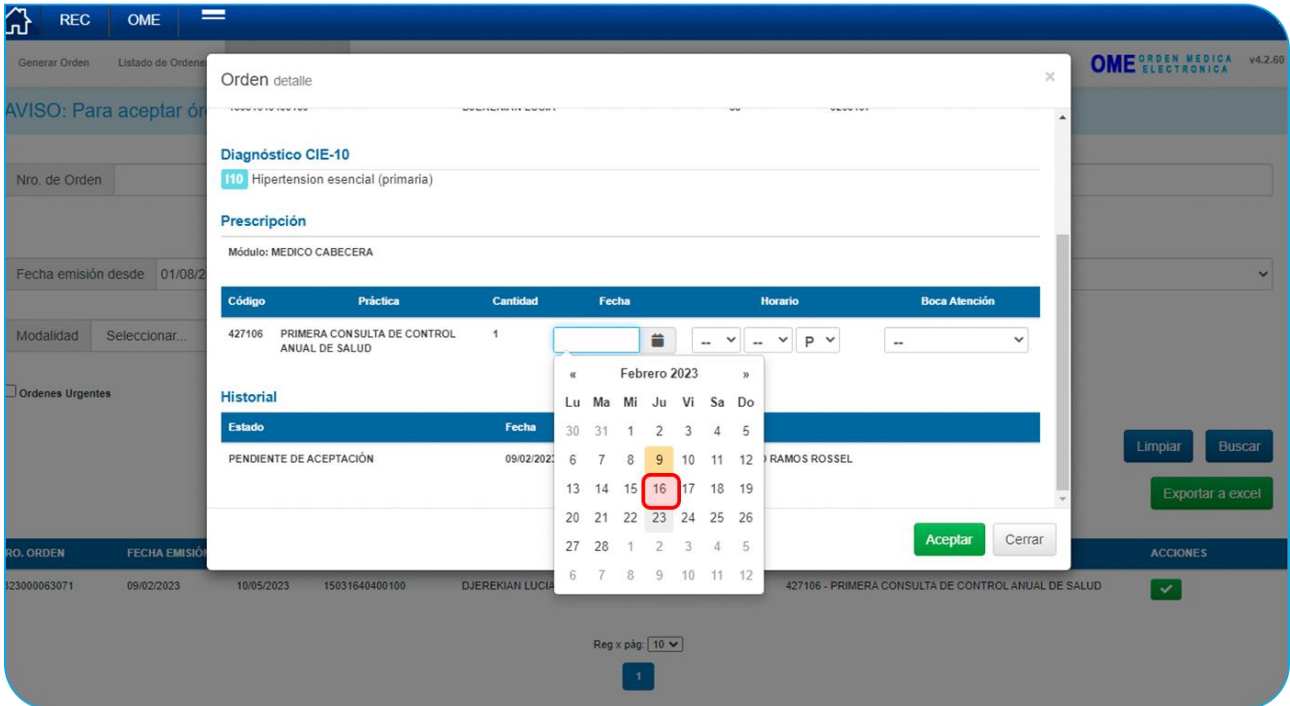 REC OME
Generar Orden Listado de Ordene
OME ORDEN MEDICA ELECTRONICA v4.2.60
AVISO: Para aceptar ór
Orden detalle ×
Diagnóstico CIE-10
I10 Hipertension esencial (primaria)
Nro. de Orden
Prescripción
Módulo: MEDICO CABECERA
Fecha emisión desde 01/08/2
Código Práctica Cantidad Fecha Horario Boca Atención
427106 PRIMERA CONSULTA DE CONTROL 1 -- -- P --
ANUAL DE SALUD
Modalidad Seleccionar...
« Febrero 2023 »
Ordenes Urgentes
Historial
Lu Ma Mi Ju Vi Sa Do
Estado Fecha
30 31 1 2 3 4 5
PENDIENTE DE ACEPTACIÓN 09/02/202 RAMOS ROSSEL
6 7 8 9 10 11 12
Limpiar Buscar
13 14 15 16 17 18 19
Exportar a excel
20 21 22 23 24 25 26
Aceptar Cerrar
27 28 1 2 3 4 5
RO. ORDEN FECHA EMISIÓ ACCIONES
6 7 8 9 10 11 12
323000063071 09/02/2023 10/05/2023 15031640400100 DJEREKIAN LUCIA 427106 - PRIMERA CONSULTA DE CONTROL ANUAL DE SALUD
Reg x pág: 10
1